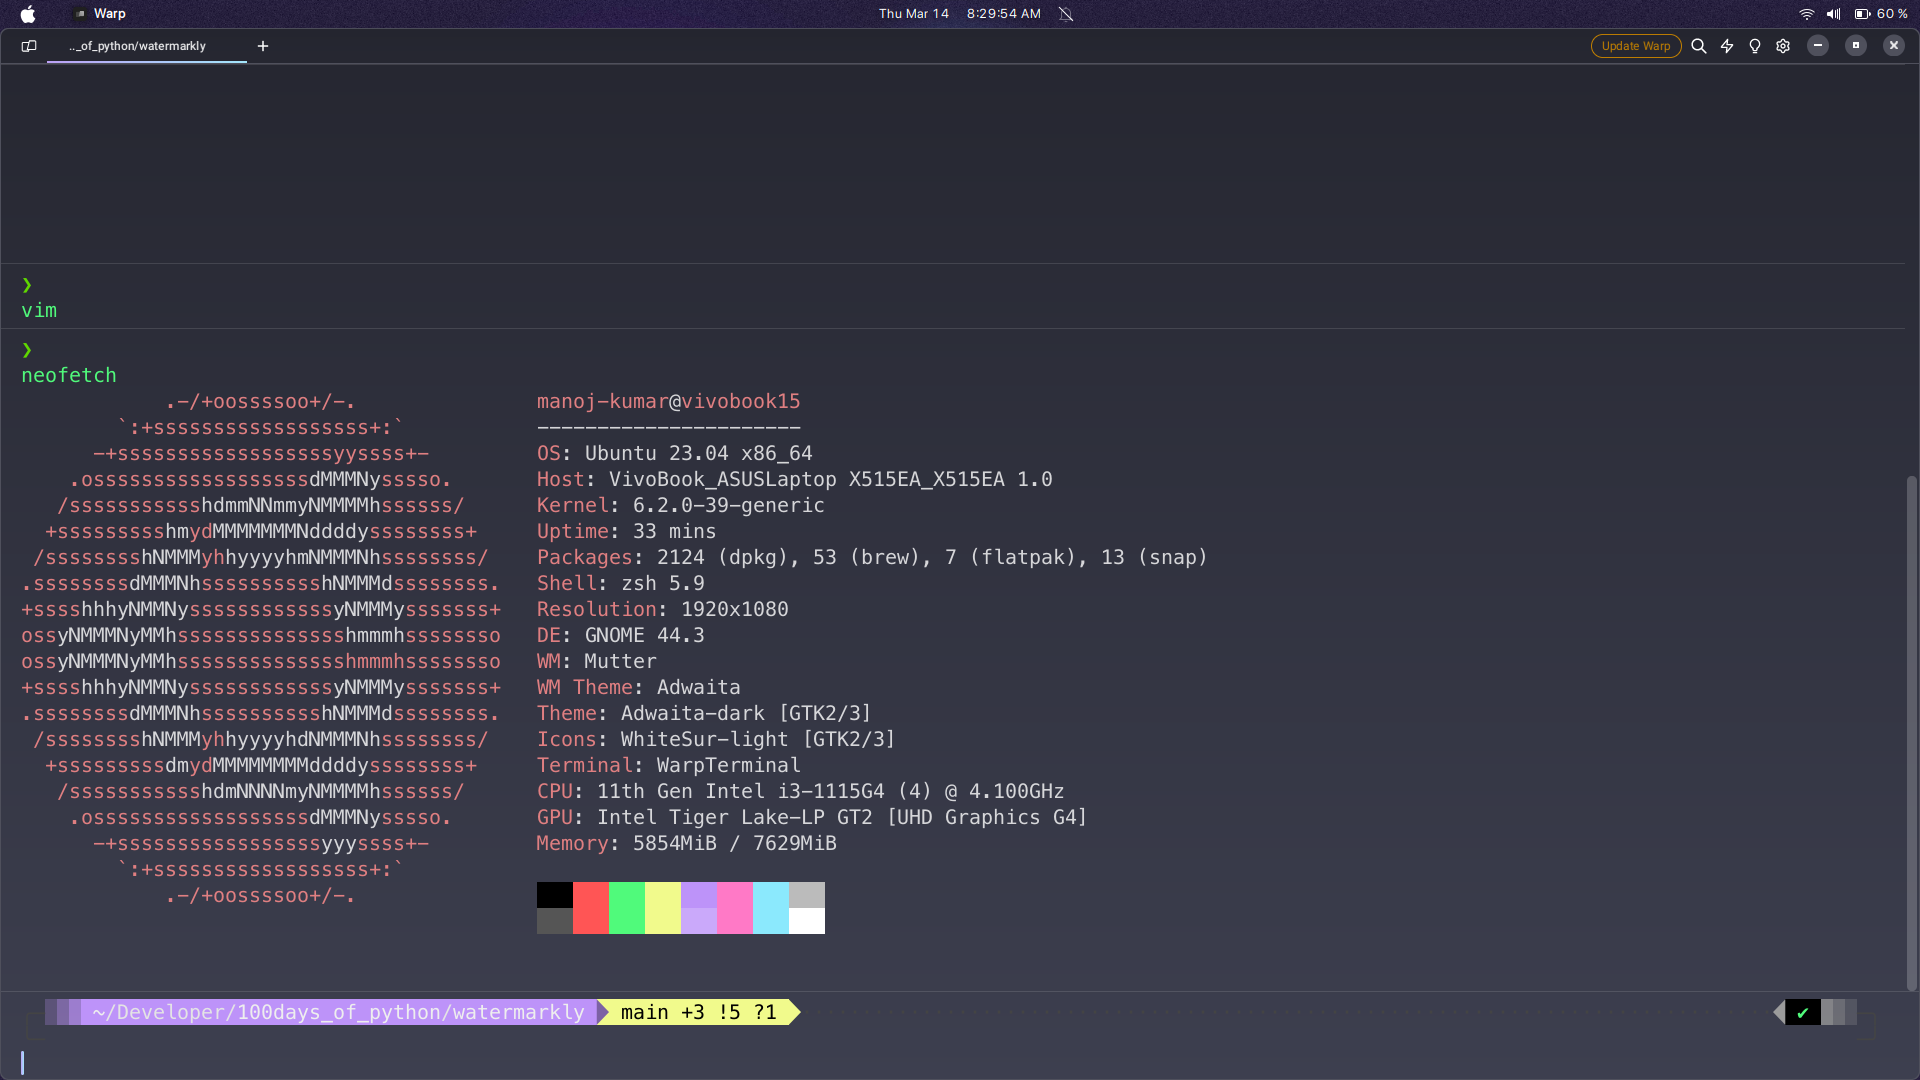 Warp
Thu Mar 14 8:29:54 AM
60 %
.._of_python/watermarkly
+
Update Warp
❯
vim
❯
neofetch
            .-/+oossssoo+/-.               manoj-kumar@vivobook15
        `:+ssssssssssssssssss+:`           ----------------------
      -+ssssssssssssssssssyyssss+-         OS: Ubuntu 23.04 x86_64
    .ossssssssssssssssssdMMMNysssso.       Host: VivoBook_ASUSLaptop X515EA_X515EA 1.0
   /ssssssssssshdmmNNmmyNMMMMhssssss/      Kernel: 6.2.0-39-generic
  +ssssssssshmydMMMMMMMNddddyssssssss+     Uptime: 33 mins
 /sssssssshNMMMyhhyyyyhmNMMMNhssssssss/    Packages: 2124 (dpkg), 53 (brew), 7 (flatpak), 13 (snap)
.ssssssssdMMMNhsssssssssshNMMMdssssssss.   Shell: zsh 5.9
+sssshhhyNMMNyssssssssssssyNMMMysssssss+   Resolution: 1920x1080
ossyNMMMNyMMhsssssssssssssshmmmhssssssso   DE: GNOME 44.3
ossyNMMMNyMMhsssssssssssssshmmmhssssssso   WM: Mutter
+sssshhhyNMMNyssssssssssssyNMMMysssssss+   WM Theme: Adwaita
.ssssssssdMMMNhsssssssssshNMMMdssssssss.   Theme: Adwaita-dark [GTK2/3]
 /sssssssshNMMMyhhyyyyhdNMMMNhssssssss/    Icons: WhiteSur-light [GTK2/3]
  +sssssssssdmydMMMMMMMMddddyssssssss+     Terminal: WarpTerminal
   /ssssssssssshdmNNNNmyNMMMMhssssss/      CPU: 11th Gen Intel i3-1115G4 (4) @ 4.100GHz
    .ossssssssssssssssssdMMMNysssso.       GPU: Intel Tiger Lake-LP GT2 [UHD Graphics G4]
      -+sssssssssssssssssyyyssss+-         Memory: 5854MiB / 7629MiB
        `:+ssssssssssssssssss+:`
            .-/+oossssoo+/-.
~/Developer/100days_of_python/watermarkly main +3 !5 ?1 ✔